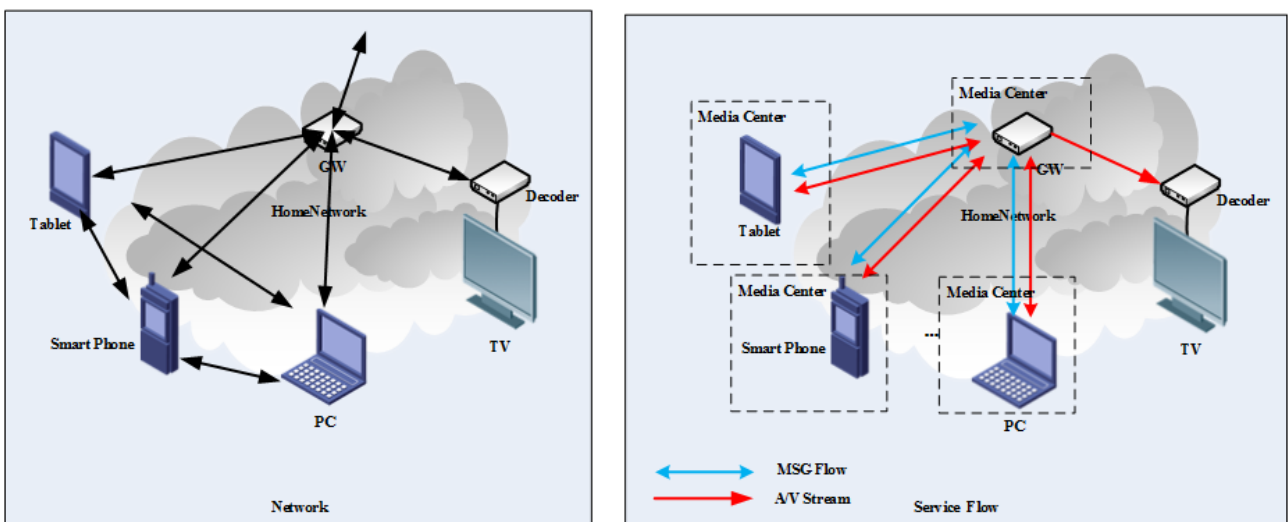 GW
Decoder
HomeNetwork
Tablet
Smart Phone
TV
PC
Network
Media Center
Media Center
GW
Decoder
HomeNetwork
Tablet
Media Center
Media Center
Smart Phone
...
TV
PC
MSG Flow
A/V Stream
Service Flow